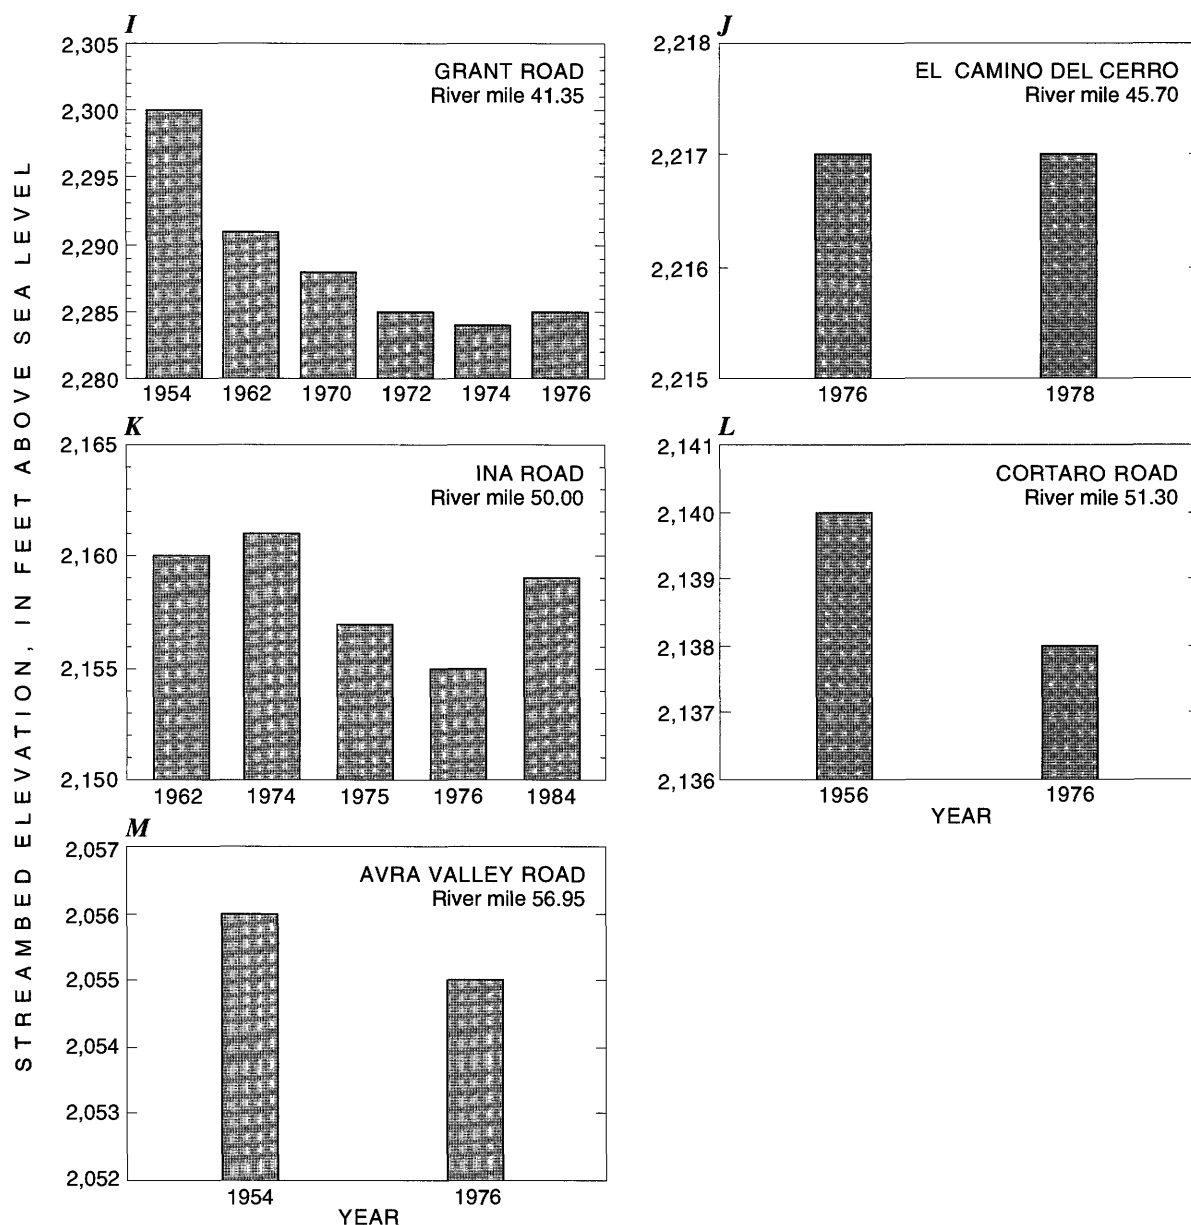 STREAMBED ELEVATION, IN FEET ABOVE SEA LEVEL
I
GRANT ROAD
River mile 41.35
2,305
2,300
2,295
2,290
2,285
2,280
1954 1962 1970 1972 1974 1976
J
EL CAMINO DEL CERRO
River mile 45.70
2,218
2,217
2,216
2,215
1976 1978
K
INA ROAD
River mile 50.00
2,165
2,160
2,155
2,150
1962 1974 1975 1976 1984
L
CORTARO ROAD
River mile 51.30
2,141
2,140
2,139
2,138
2,137
2,136
1956 1976
YEAR
M
AVRA VALLEY ROAD
River mile 56.95
2,057
2,056
2,055
2,054
2,053
2,052
1954 1976
YEAR